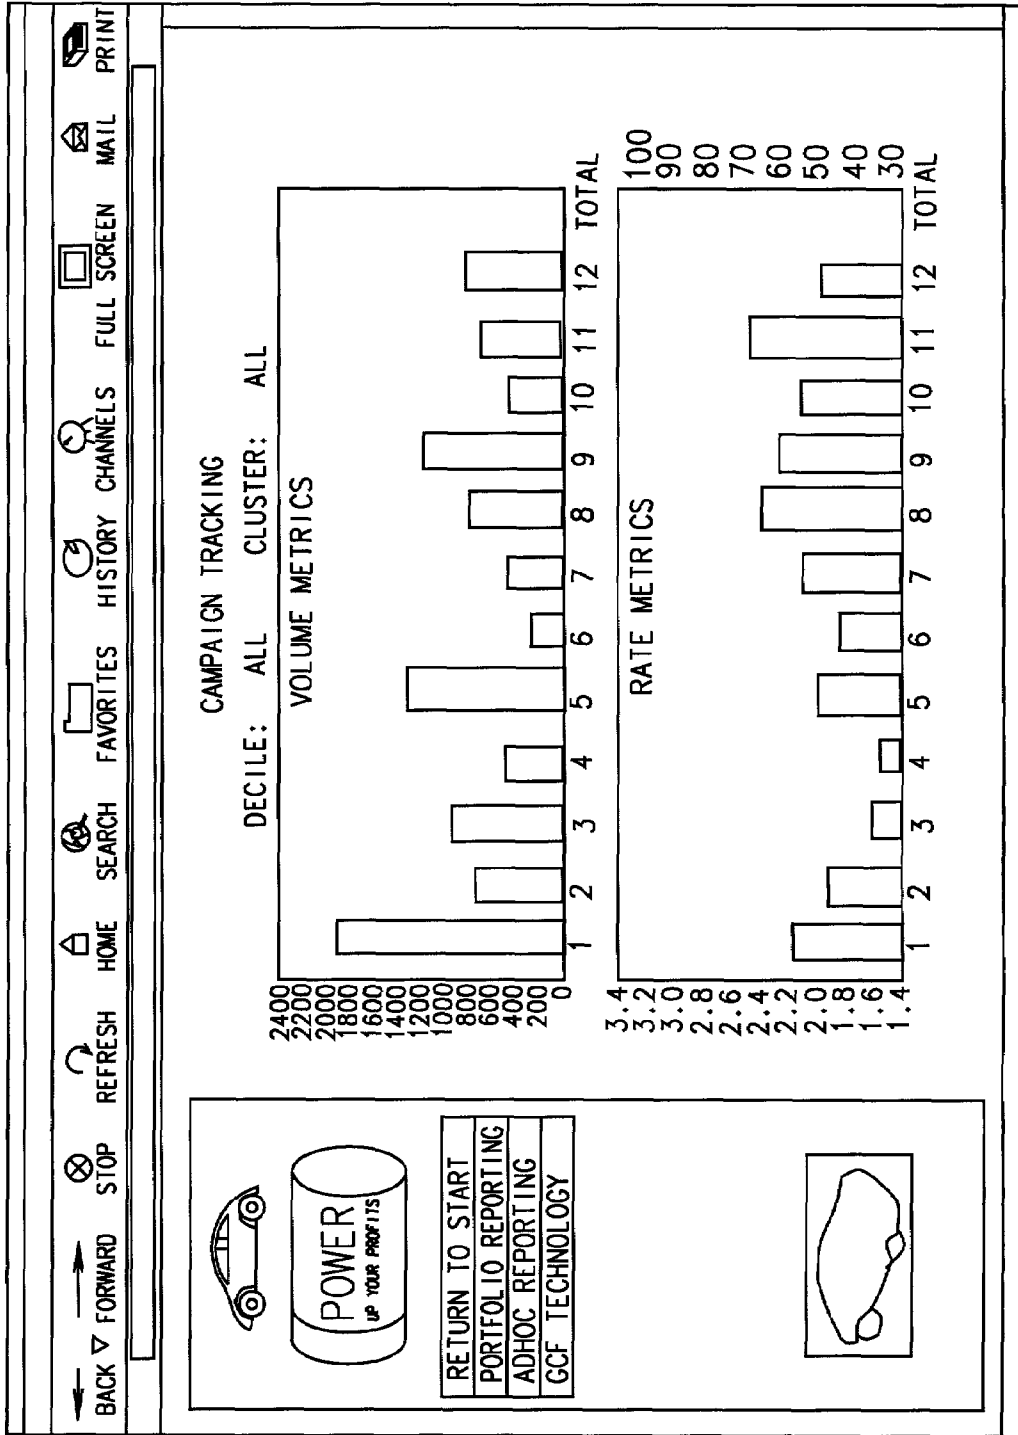 BACK FORWARD STOP REFRESH HOME SEARCH FAVORITES HISTORY CHANNELS FULL SCREEN MAIL PRINT
POWER
UP YOUR PROFITS
RETURN TO START
PORTFOLIO REPORTING
ADHOC REPORTING
GCF TECHNOLOGY
CAMPAIGN TRACKING
DECILE: ALL CLUSTER: ALL
VOLUME METRICS
2400
2200
2000
1800
1600
1400
1200
1000
800
600
400
200
0
1 2 3 4 5 6 7 8 9 10 11 12 TOTAL
RATE METRICS
3.4
3.2
3.0
2.8
2.6
2.4
2.2
2.0
1.8
1.6
1.4
100
90
80
70
60
50
40
30
1 2 3 4 5 6 7 8 9 10 11 12 TOTAL